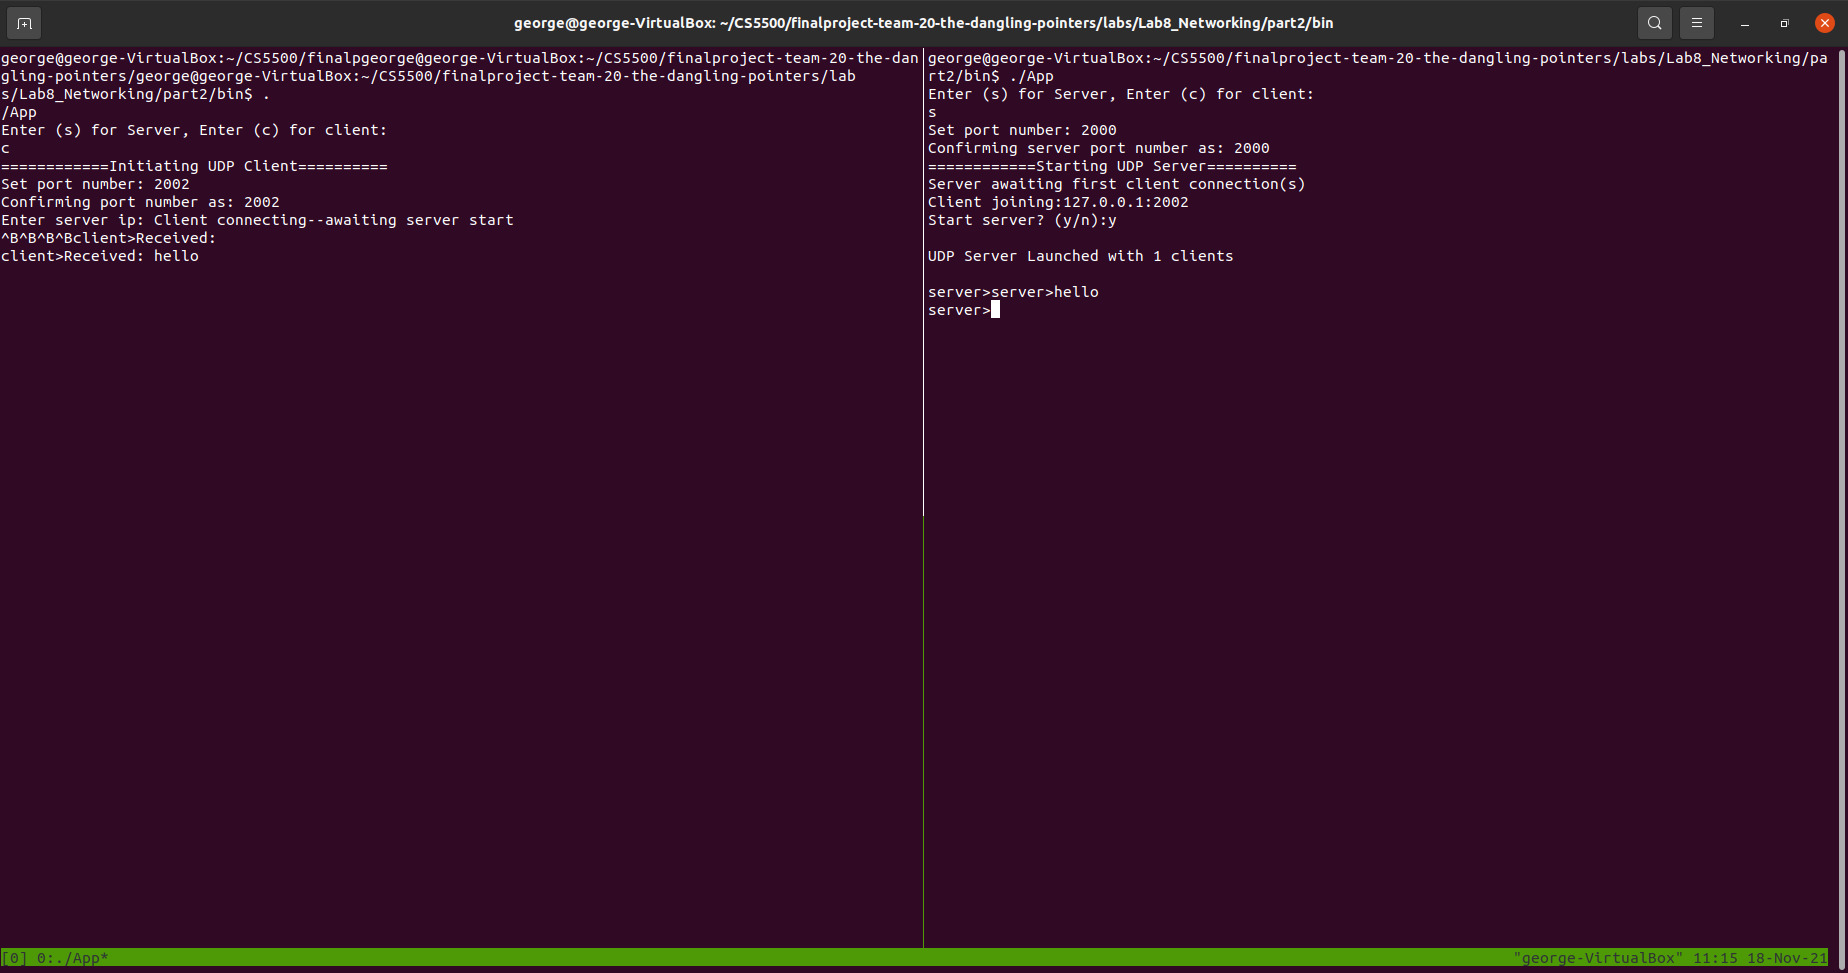 george@george-VirtualBox: ~/CS5500/finalproject-team-20-the-dangling-pointers/labs/Lab8_Networking/part2/bin
george@george-VirtualBox:~/CS5500/finalpgeorge@george-VirtualBox:~/CS5500/finalproject-team-20-the-dan
gling-pointers/george@george-VirtualBox:~/CS5500/finalproject-team-20-the-dangling-pointers/lab
s/Lab8_Networking/part2/bin$ .
/App
Enter (s) for Server, Enter (c) for client:
c
============Initiating UDP Client==========
Set port number: 2002
Confirming port number as: 2002
Enter server ip: Client connecting--awaiting server start
^B^B^B^Bclient>Received:
client>Received: hello
george@george-VirtualBox:~/CS5500/finalproject-team-20-the-dangling-pointers/labs/Lab8_Networking/pa
rt2/bin$ ./App
Enter (s) for Server, Enter (c) for client:
s
Set port number: 2000
Confirming server port number as: 2000
============Starting UDP Server==========
Server awaiting first client connection(s)
Client joining:127.0.0.1:2002
Start server? (y/n):y
UDP Server Launched with 1 clients
server>server>hello
server>
[0] 0:./App*
"george-VirtualBox" 11:15 18-Nov-21